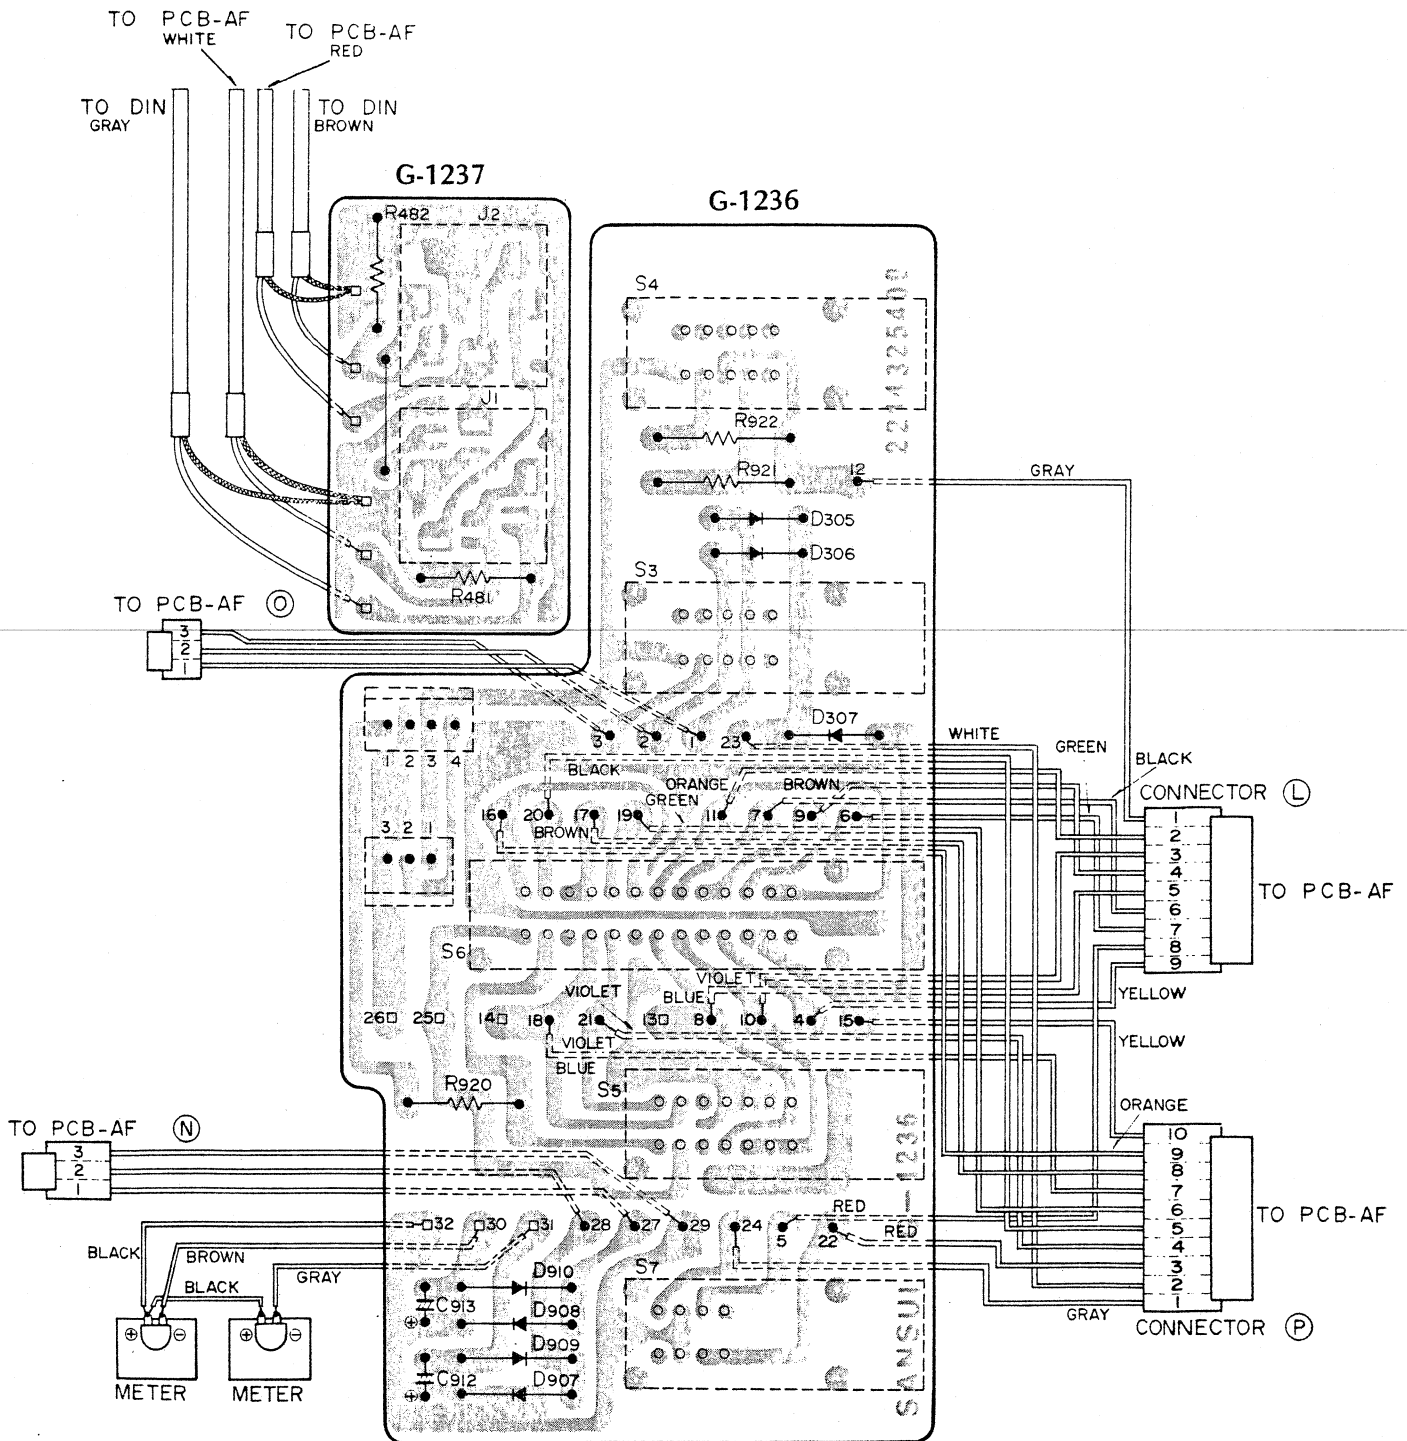 TO PCB-AF
WHITE
TO PCB-AF
RED
TO DIN
GRAY
TO DIN
BROWN
G-1237
G-1236
R482
J2
J1
R481
S4
R922
R921
12
GRAY
D305
D306
S3
TO PCB-AF O
3
2
1
D307
3 2 1 23
1 2 3 4
WHITE
GREEN
BLACK
BLACK
ORANGE
GREEN
BROWN
BROWN
16 20 17 19 11 7 9 6
3 2 1
CONNECTOR L
1
2
3
4
5
6
7
8
9
TO PCB-AF
S6
VIOLET
VIOLET
BLUE
YELLOW
26 25 14 18 21 13 8 10 4 15
VIOLET
BLUE
YELLOW
R920
S5
ORANGE
TO PCB-AF N
3
2
1
10
9
8
7
6
5
4
3
2
1
TO PCB-AF
CONNECTOR P
32 30 31 28 27 29 24 5 22
RED
RED
BLACK
BROWN
GRAY
BLACK
S7
D910
C913
D908
D909
C912
D907
GRAY
+ -
+ -
METER
METER
+
+